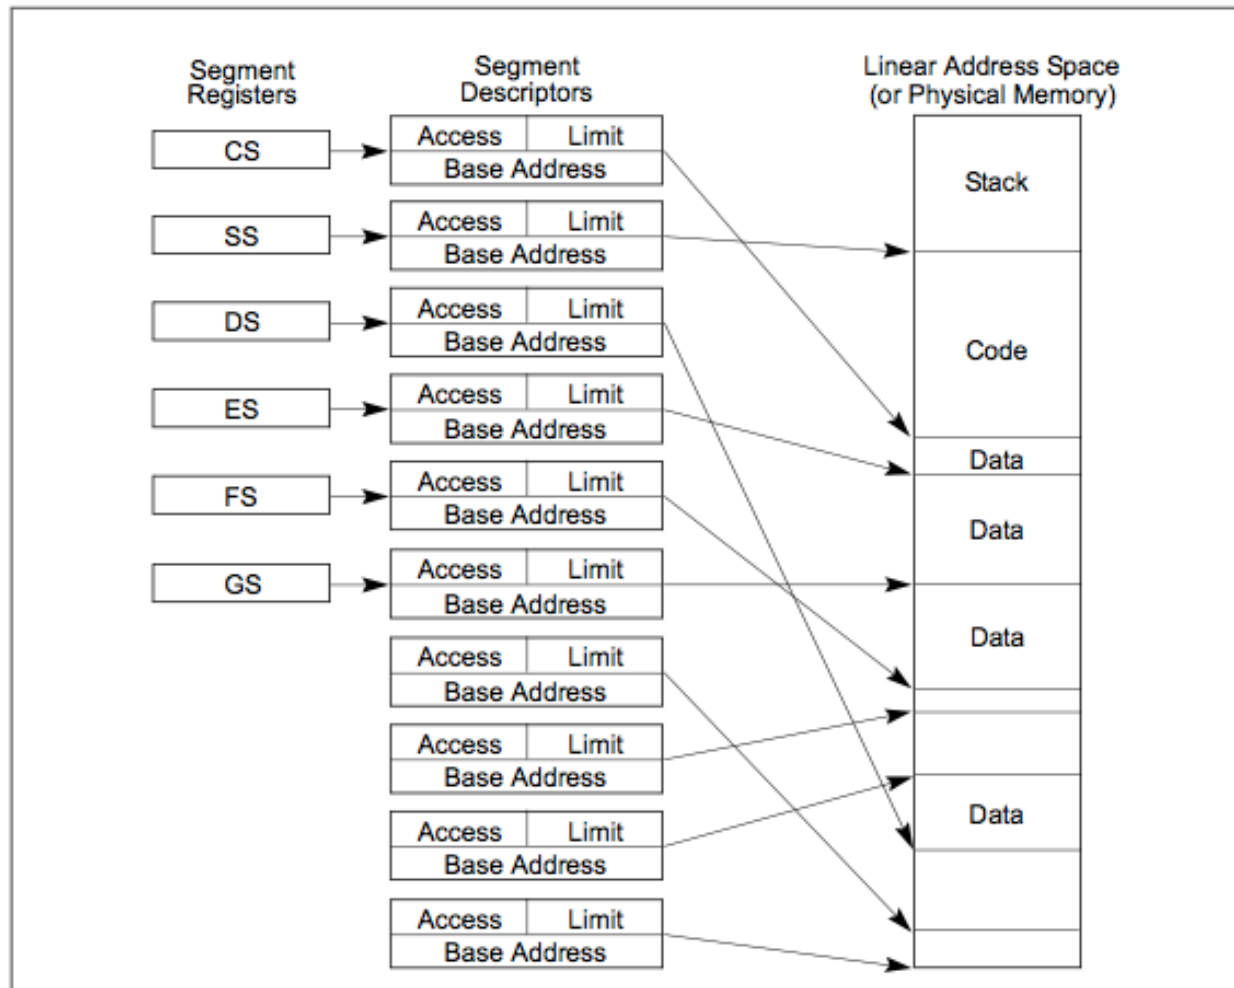 Segment
Registers
Segment
Descriptors
Linear Address Space
(or Physical Memory)
CS
Access Limit
Base Address
Stack
SS
Access Limit
Base Address
DS
Access Limit
Base Address
Code
ES
Access Limit
Base Address
Data
FS
Access Limit
Base Address
Data
GS
Access Limit
Base Address
Data
Access Limit
Base Address
Access Limit
Base Address
Access Limit
Base Address
Data
Access Limit
Base Address